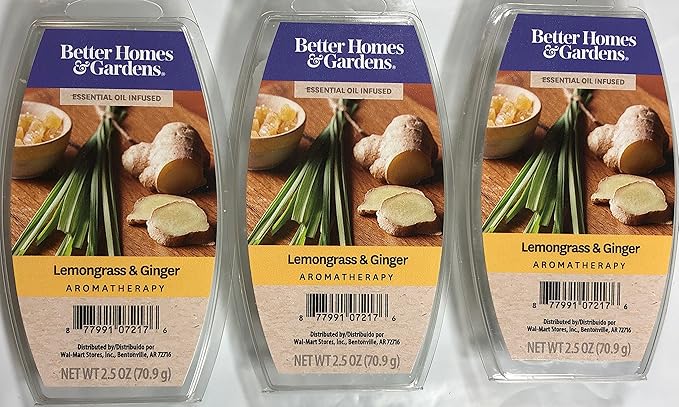 Better Homes
& Gardens®
ESSENTIAL OIL INFUSED
Lemongrass & Ginger
AROMATHERAPY
8 77991 07217 6
Distributed by/Distribuido por
Wal-Mart Stores, Inc., Bentonville, AR 72716
NET WT 2.5 OZ (70.9 g)
Better Homes
& Gardens®
ESSENTIAL OIL INFUSED
Lemongrass & Ginger
AROMATHERAPY
8 77991 07217 6
Distributed by/Distribuido por
Wal-Mart Stores, Inc., Bentonville, AR 72716
NET WT 2.5 OZ (70.9 g)
Better Homes
& Gardens®
ESSENTIAL OIL INFUSED
Lemongrass & Ginger
AROMATHERAPY
8 77991 07217 6
Distributed by/Distribuido por
Wal-Mart Stores, Inc., Bentonville, AR 72716
NET WT 2.5 OZ (70.9 g)